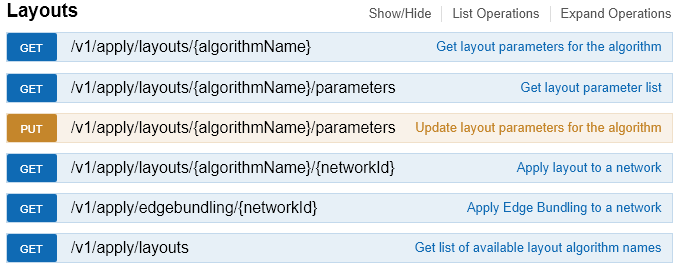 Layouts Show/Hide List Operations Expand Operations
GET /v1/apply/layouts/{algorithmName} Get layout parameters for the algorithm
GET /v1/apply/layouts/{algorithmName}/parameters Get layout parameter list
PUT /v1/apply/layouts/{algorithmName}/parameters Update layout parameters for the algorithm
GET /v1/apply/layouts/{algorithmName}/{networkId} Apply layout to a network
GET /v1/apply/edgebundling/{networkId} Apply Edge Bundling to a network
GET /v1/apply/layouts Get list of available layout algorithm names